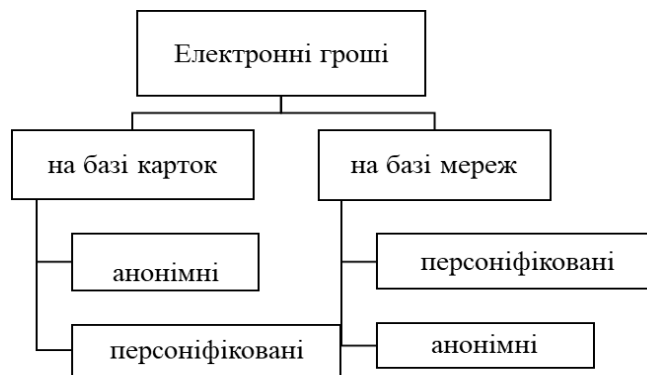 Електронні гроші
на базі карток
на базі мереж
анонімні
персоніфіковані
персоніфіковані
анонімні